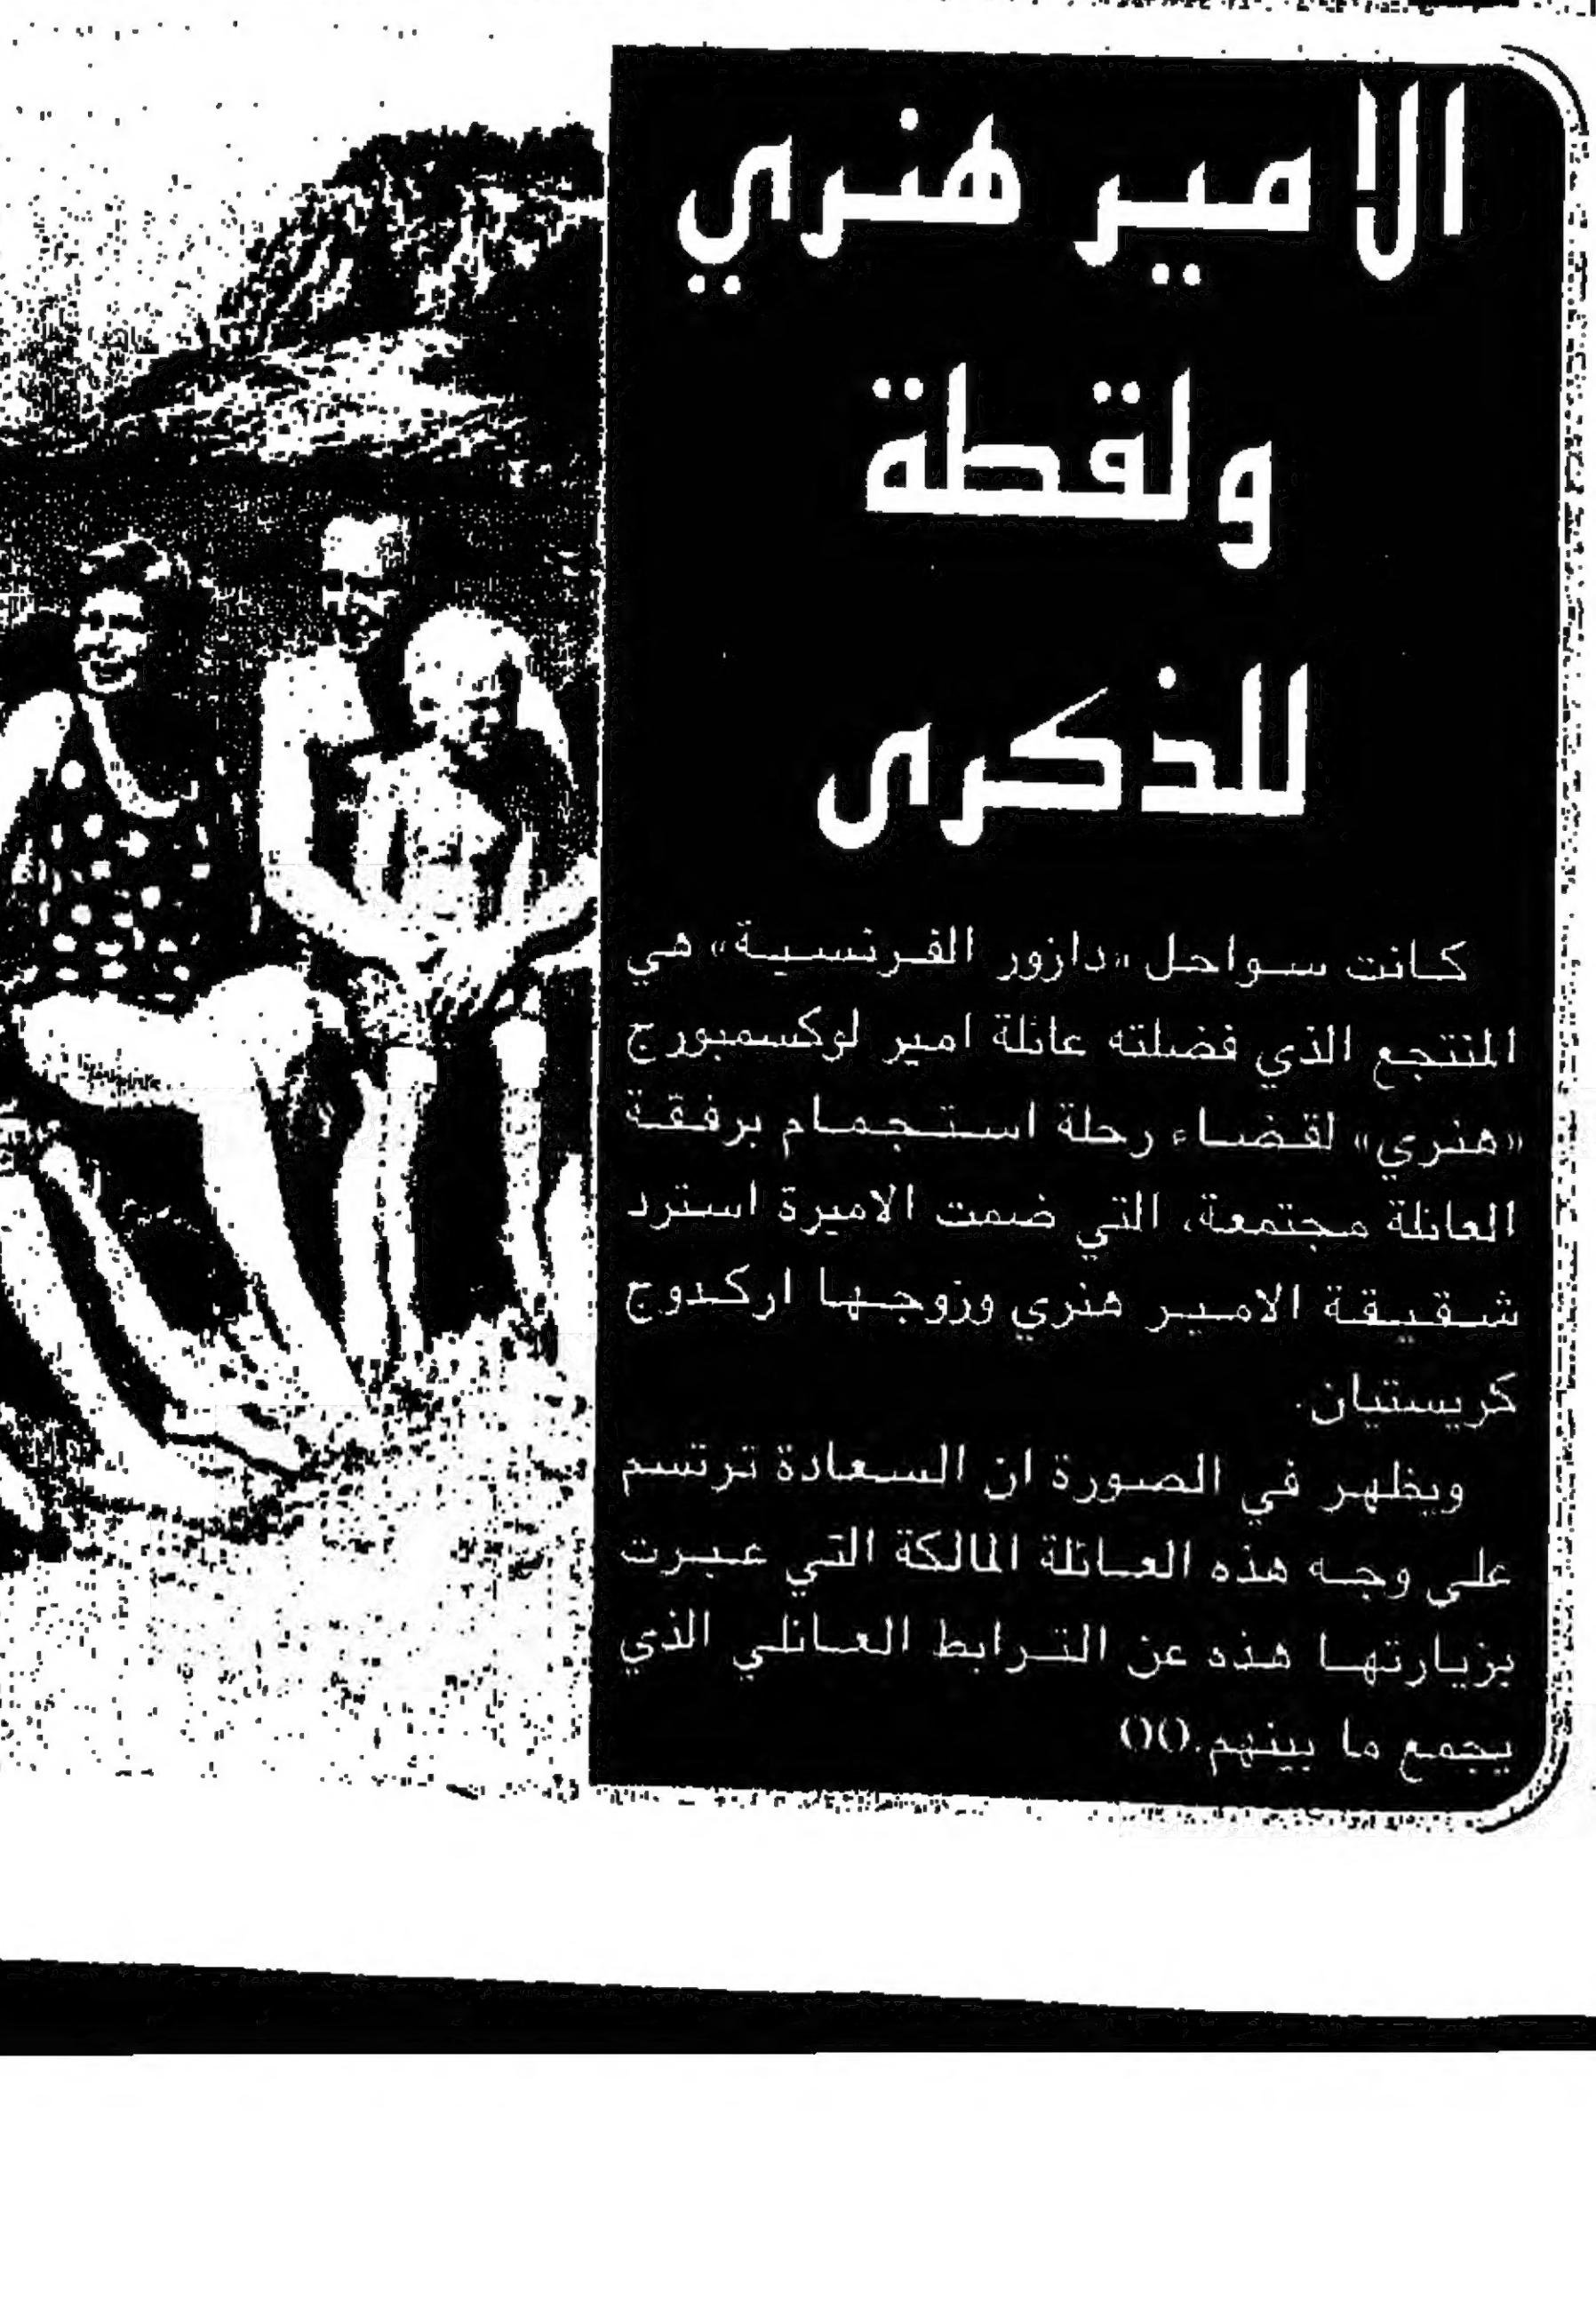 الامير هنري
ولقطة
للذكرى
كانت سواحل «دازور الفرنسية» هي
المنتجع الذي فضلته عائلة امير لوكسمبورج
«هنري» لقضاء رحلة استجمام برفقة
العائلة مجتمعة، التي ضمت الاميرة استرد
شقيقة الامير هنري وزوجها اركدوج
كريستيان.
ويظهر في الصورة ان السعادة ترتسم
على وجه هذه العائلة المالكة التي عبرت
بزيارتها هذه عن الترابط العائلي الذي
يجمع ما بينهم.()()